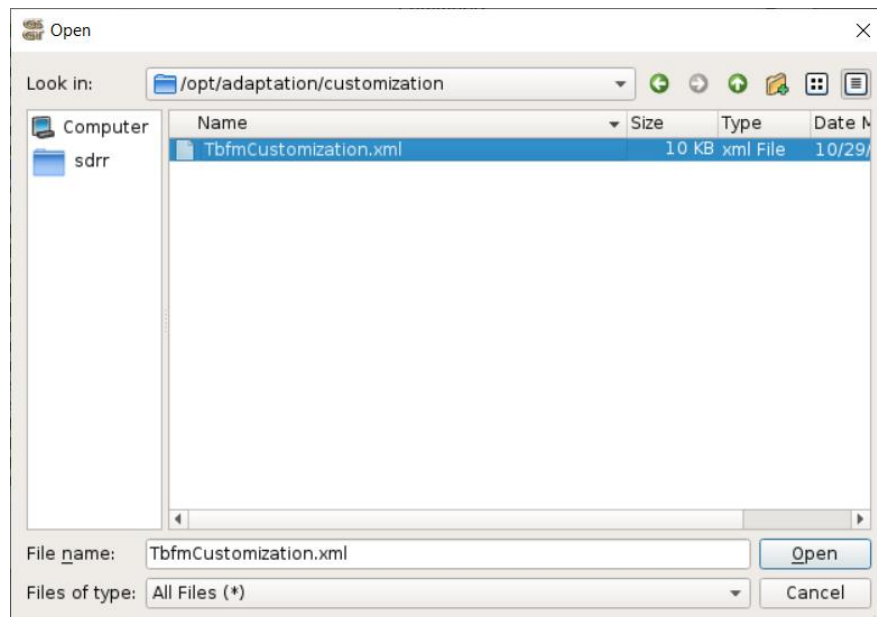 Open
Look in: /opt/adaptation/customization
Computer
sdrr
Name Size Type Date M
TbfmCustomization.xml 10 KB xml File 10/29/
File name: TbfmCustomization.xml Open
Files of type: All Files (*) Cancel